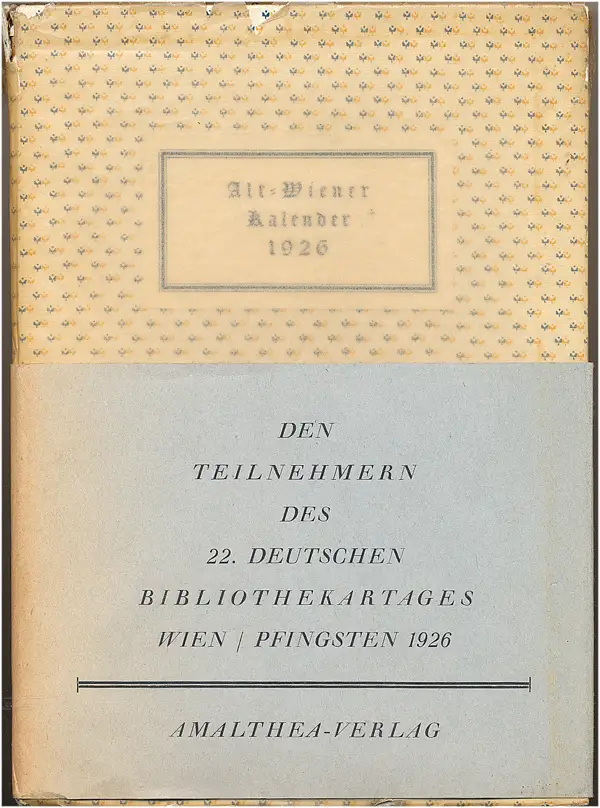 Alt-Wiener
Kalender
1926
DEN
TEILNEHMERN
DES
22. DEUTSCHEN
BIBLIOTHEKARTAGES
WIEN / PFINGSTEN 1926
AMALTHEA-VERLAG